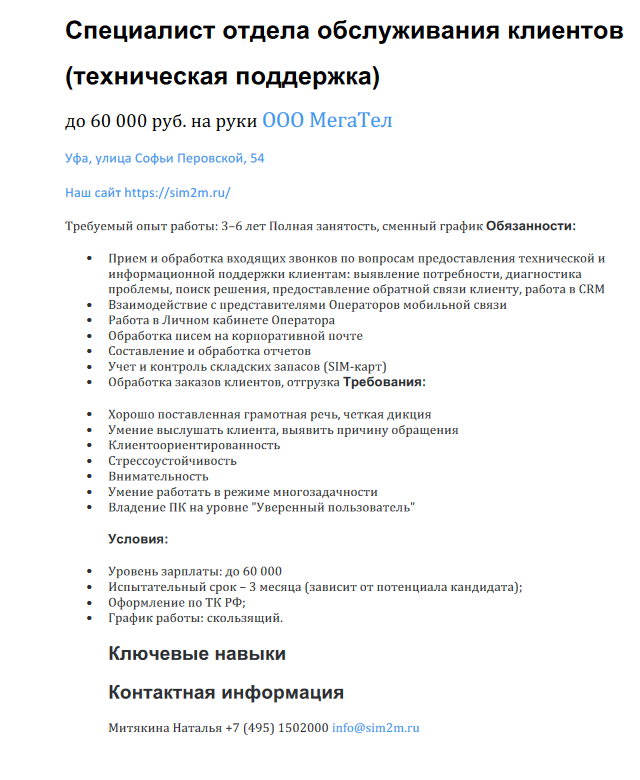 Специалист отдела обслуживания клиентов
(техническая поддержка)
до 60 000 руб. на руки ООО МегаТел
Уфа, улица Софьи Перовской, 54
Наш сайт https://sim2m.ru/
Требуемый опыт работы: 3–6 лет Полная занятость, сменный график Обязанности:
• Прием и обработка входящих звонков по вопросам предоставления технической и
информационной поддержки клиентам: выявление потребности, диагностика
проблемы, поиск решения, предоставление обратной связи клиенту, работа в CRM
• Взаимодействие с представителями Операторов мобильной связи
• Работа в Личном кабинете Оператора
• Обработка писем на корпоративной почте
• Составление и обработка отчетов
• Учет и контроль складских запасов (SIM-карт)
• Обработка заказов клиентов, отгрузка Требования:
• Хорошо поставленная грамотная речь, четкая дикция
• Умение выслушать клиента, выявить причину обращения
• Клиентоориентированность
• Стрессоустойчивость
• Внимательность
• Умение работать в режиме многозадачности
• Владение ПК на уровне "Уверенный пользователь"
Условия:
• Уровень зарплаты: до 60 000
• Испытательный срок – 3 месяца (зависит от потенциала кандидата);
• Оформление по ТК РФ;
• График работы: скользящий.
Ключевые навыки
Контактная информация
Митякина Наталья +7 (495) 1502000 info@sim2m.ru